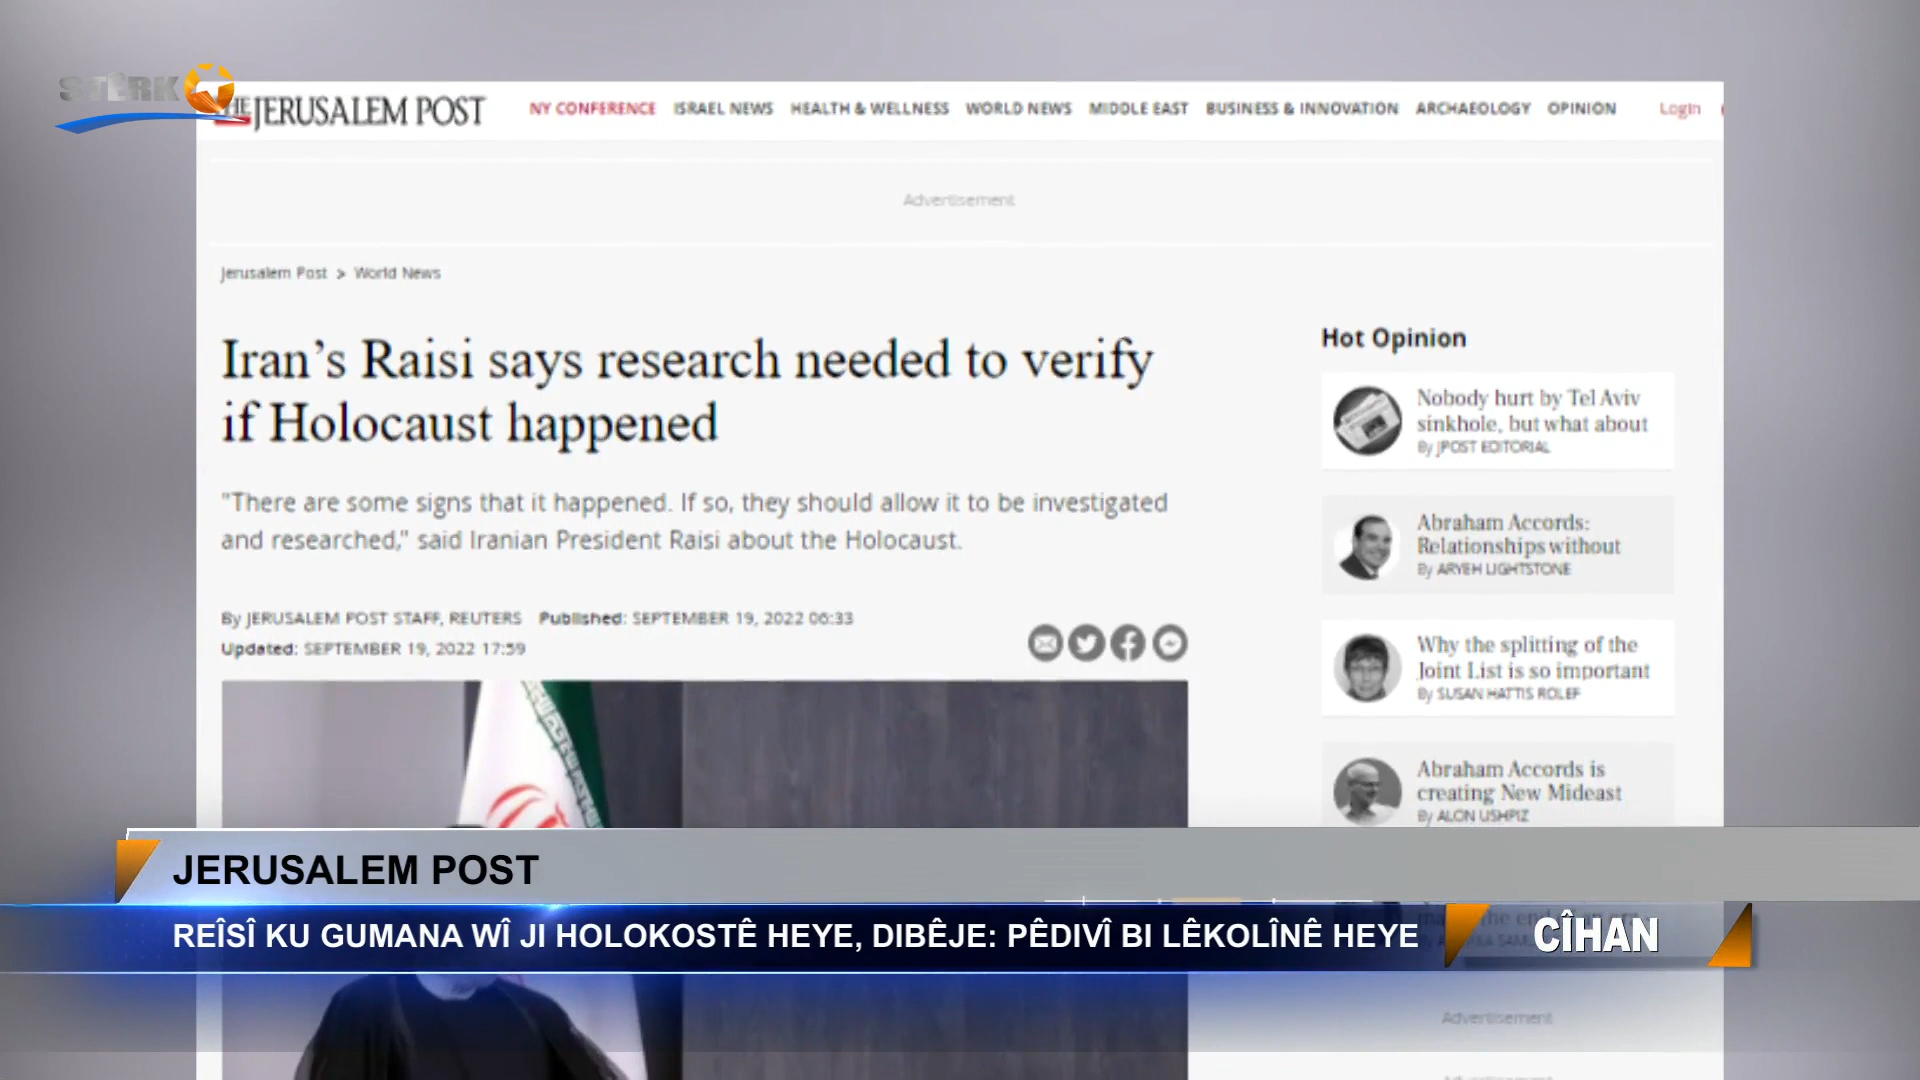 STÊRK
THE JERUSALEM POST
NY CONFERENCE ISRAEL NEWS HEALTH & WELLNESS WORLD NEWS MIDDLE EAST BUSINESS & INNOVATION ARCHAEOLOGY OPINION Login
Advertisement
Jerusalem Post > World News
Iran's Raisi says research needed to verify
if Holocaust happened
"There are some signs that it happened. If so, they should allow it to be investigated
and researched," said Iranian President Raisi about the Holocaust.
By JERUSALEM POST STAFF, REUTERS Published: SEPTEMBER 19, 2022 06:33
Updated: SEPTEMBER 19, 2022 17:59
Hot Opinion
Nobody hurt by Tel Aviv
sinkhole, but what about
By JPOST EDITORIAL
Abraham Accords:
Relationships without
By ARYEH LIGHTSTONE
Why the splitting of the
Joint List is so important
By SUSAN HATTIS ROLEF
Abraham Accords is
creating New Mideast
By ALON USHPIZ
JERUSALEM POST
REÎSÎ KU GUMANA WÎ JI HOLOKOSTÊ HEYE, DIBÊJE: PÊDIVÎ BI LÊKOLÎNÊ HEYE
CÎHAN
Advertisement